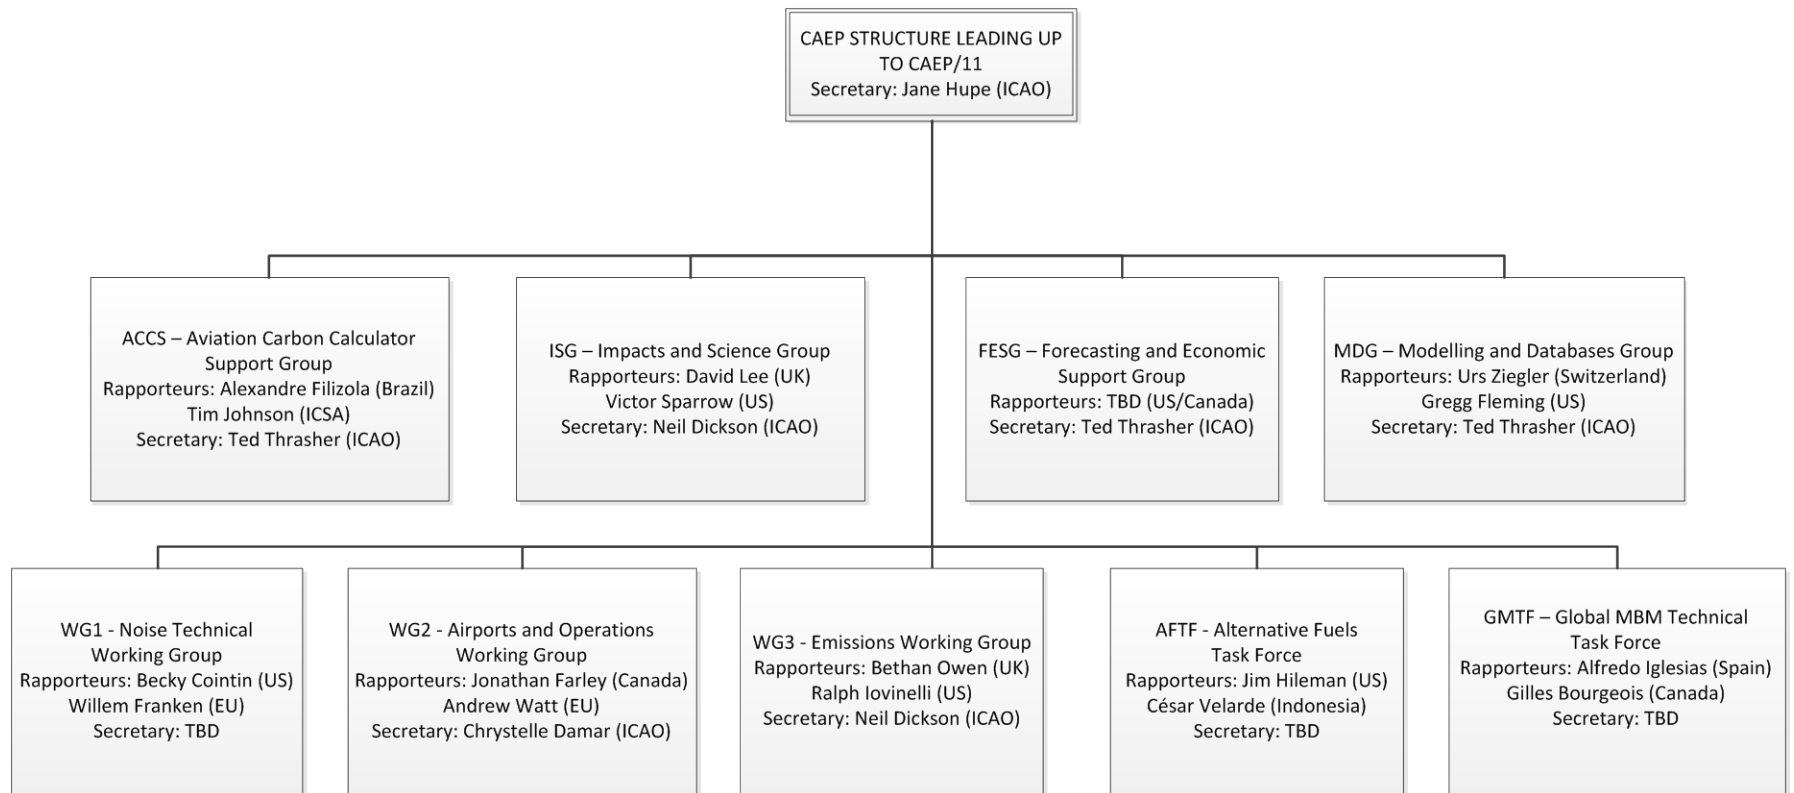 CAEP STRUCTURE LEADING UP
TO CAEP/11
Secretary: Jane Hupe (ICAO)
ACCS – Aviation Carbon Calculator
Support Group
Rapporteurs: Alexandre Filizola (Brazil)
Tim Johnson (ICSA)
Secretary: Ted Thrasher (ICAO)
ISG – Impacts and Science Group
Rapporteurs: David Lee (UK)
Victor Sparrow (US)
Secretary: Neil Dickson (ICAO)
FESG – Forecasting and Economic
Support Group
Rapporteurs: TBD (US/Canada)
Secretary: Ted Thrasher (ICAO)
MDG – Modelling and Databases Group
Rapporteurs: Urs Ziegler (Switzerland)
Gregg Fleming (US)
Secretary: Ted Thrasher (ICAO)
WG1 - Noise Technical
Working Group
Rapporteurs: Becky Cointin (US)
Willem Franken (EU)
Secretary: TBD
WG2 - Airports and Operations
Working Group
Rapporteurs: Jonathan Farley (Canada)
Andrew Watt (EU)
Secretary: Chrystelle Damar (ICAO)
WG3 - Emissions Working Group
Rapporteurs: Bethan Owen (UK)
Ralph Iovinelli (US)
Secretary: Neil Dickson (ICAO)
AFTF - Alternative Fuels
Task Force
Rapporteurs: Jim Hileman (US)
César Velarde (Indonesia)
Secretary: TBD
GMTF – Global MBM Technical
Task Force
Rapporteurs: Alfredo Iglesias (Spain)
Gilles Bourgeois (Canada)
Secretary: TBD